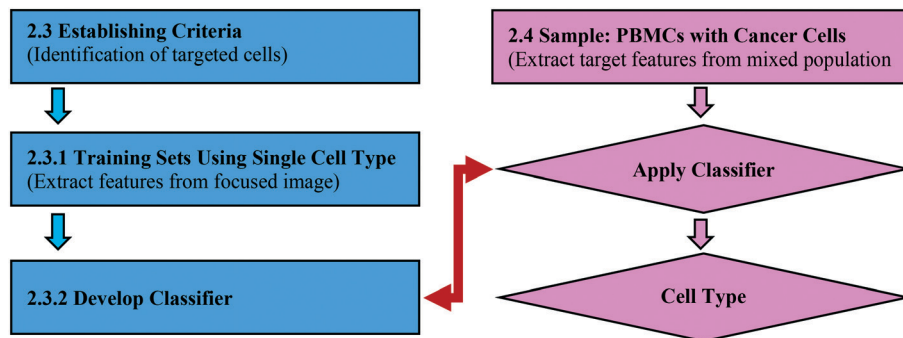 2.3 Establishing Criteria
(Identification of targeted cells)
2.3.1 Training Sets Using Single Cell Type
(Extract features from focused image)
2.3.2 Develop Classifier
2.4 Sample: PBMCs with Cancer Cells
(Extract target features from mixed population
Apply Classifier
Cell Type